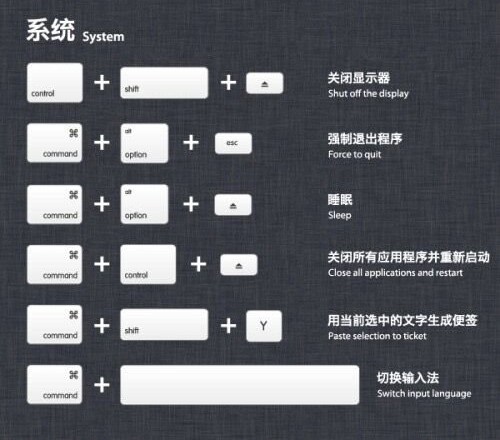 系统 System
control + shift + ⏏ 关闭显示器
Shut off the display
⌘ command + alt option + esc 强制退出程序
Force to quit
⌘ command + alt option + ⏏ 睡眠
Sleep
⌘ command + control + ⏏ 关闭所有应用程序并重新启动
Close all applications and restart
⌘ command + shift + Y 用当前选中的文字生成便签
Paste selection to ticket
⌘ command + 切换输入法
Switch input language